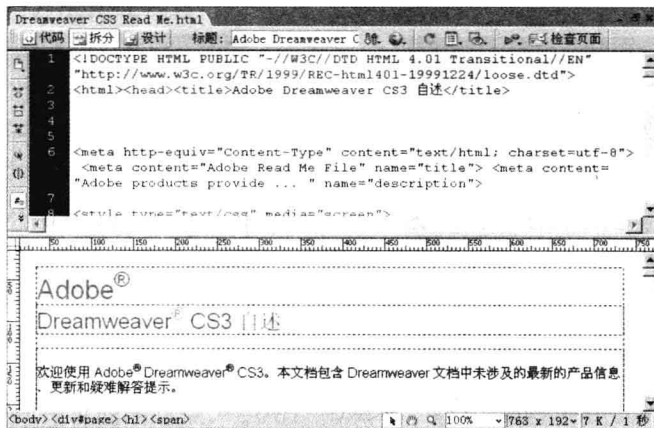 Dreamweaver CS3 Read Me.html
代码 拆分 设计 标题: Adobe Dreamweaver C 检查页面
1 <!DOCTYPE HTML PUBLIC "-//W3C//DTD HTML 4.01 Transitional//EN"
"http://www.w3c.org/TR/1999/REC-html401-19991224/loose.dtd">
2 <html><head><title>Adobe Dreamweaver CS3 自述</title>
3
4
5
6 <meta http-equiv="Content-Type" content="text/html; charset=utf-8">
<meta content="Adobe Read Me File" name="title"> <meta content=
"Adobe products provide ... " name="description">
7
8 <style type="text/css" media="screen">
50 100 150 200 250 300 350 400 450 500 550 600 650 700 750
Adobe®
Dreamweaver® CS3 自述
欢迎使用 Adobe® Dreamweaver® CS3。本文档包含 Dreamweaver 文档中未涉及的最新的产品信息
、更新和疑难解答提示。
<body> <div#page> <h1> <span> 100% 763 x 192 7 K / 1 秒